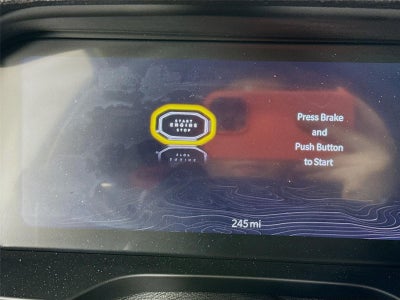 START
ENGINE
STOP
Press Brake
and
Push Button
to Start
245 mi